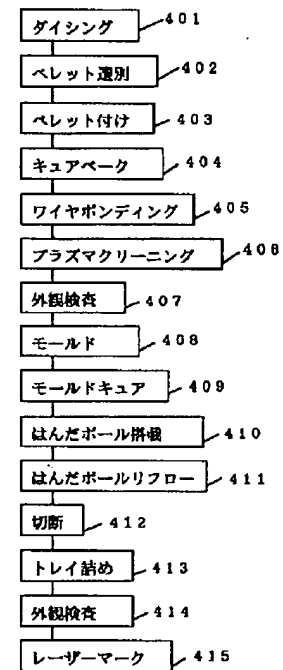 ダイシング 401
ペレット選別 402
ペレット付け 403
キュアベーク 404
ワイヤボンディング 405
プラズマクリーニング 406
外観検査 407
モールド 408
モールドキュア 409
はんだボール搭載 410
はんだボールリフロー 411
切断 412
トレイ詰め 413
外観検査 414
レーザーマーク 415